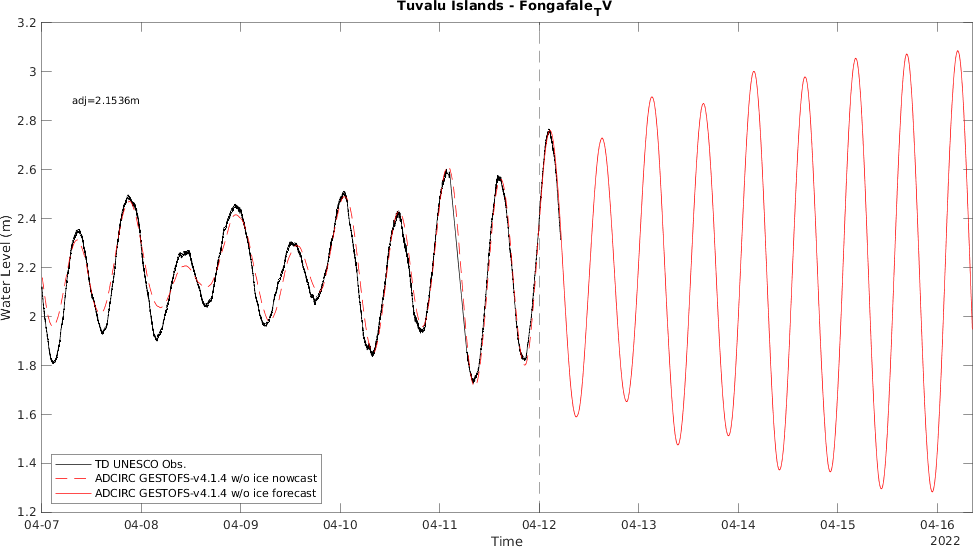 Tuvalu Islands - Fongafale_TV
3.2
3
2.8
2.6
2.4
2.2
2
1.8
1.6
1.4
1.2
Water Level (m)
adj=2.1536m
TD UNESCO Obs.
ADCIRC GESTOFS-v4.1.4 w/o ice nowcast
ADCIRC GESTOFS-v4.1.4 w/o ice forecast
04-07 04-08 04-09 04-10 04-11 04-12 04-13 04-14 04-15 04-16
Time
2022